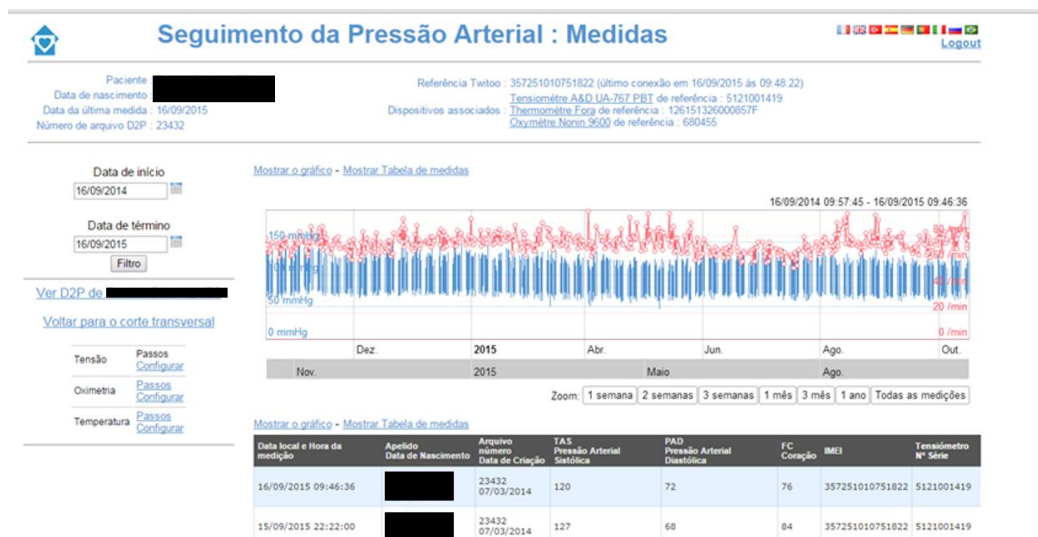 Seguimento da Pressão Arterial : Medidas
Logout
Paciente :
Data de nascimento :
Data da última medida : 16/09/2015
Número de arquivo D2P : 23432
Referência Twitoo : 357251010751822 (último conexão em 16/09/2015 às 09:48:22)
Dispositivos associados :
Tensiomètre A&D UA-767 PBT de referência : 5121001419
Thermomètre Fora de referência : 126151326000857F
Oxymètre Nonin 9600 de referência : 680455
Data de início
16/09/2014
Data de término
16/09/2015
Filtro
Ver D2P de
Voltar para o corte transversal
Tensão Passos
Configurar
Oximetria Passos
Configurar
Temperatura Passos
Configurar
Mostrar o gráfico - Mostrar Tabela de medidas
16/09/2014 09:57:45 - 16/09/2015 09:46:36
150 mmHg
50 mmHg
20 /min
0 mmHg
0 /min
Dez. 2015 Abr. Jun. Ago. Out.
Nov. 2015 Maio Ago.
Zoom: 1 semana 2 semanas 3 semanas 1 mês 3 mês 1 ano Todas as medições
Mostrar o gráfico - Mostrar Tabela de medidas
Data local e Hora da medição
Apelido
Data de Nascimento
Arquivo número
Data de Criação
TAS
Pressão Arterial Sistólica
PAD
Pressão Arterial Diastólica
FC
Coração
IMEI
Tensiómetro
Nº Série
16/09/2015 09:46:36 23432 07/03/2014 120 72 76 357251010751822 5121001419
15/09/2015 22:22:00 23432 07/03/2014 127 68 84 357251010751822 5121001419